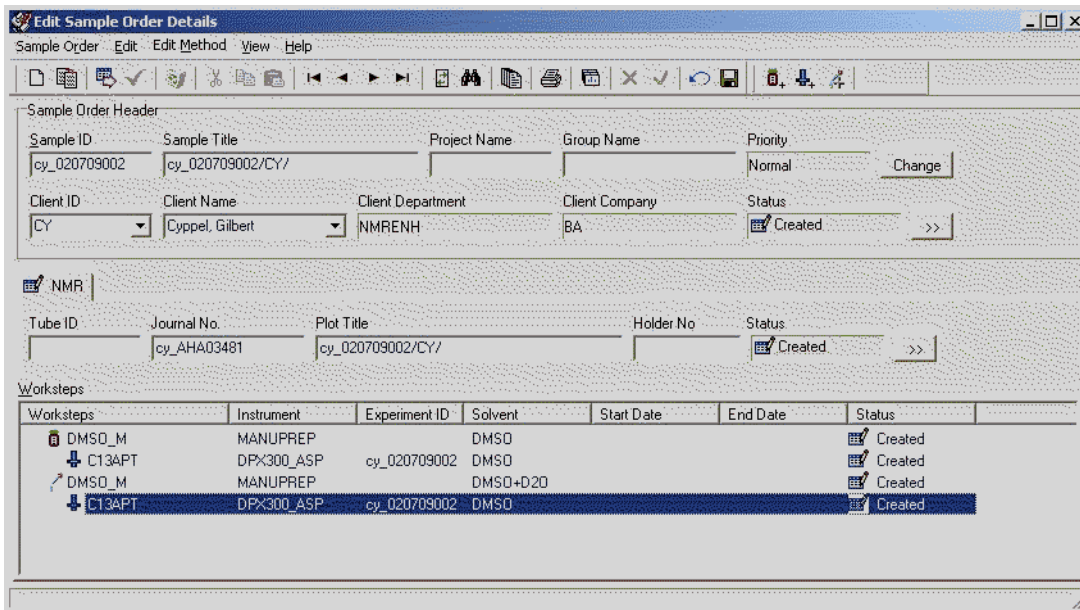 Edit Sample Order Details
Sample Order Edit Edit Method View Help
Sample Order Header
Sample ID Sample Title Project Name Group Name Priority
cy_020709002 cy_020709002/CY/ Normal Change
Client ID Client Name Client Department Client Company Status
CY Cyppel, Gilbert NMRENH BA Created >>
NMR
Tube ID Journal No. Plot Title Holder No Status
cy_AHA03481 cy_020709002/CY/ Created >>
Worksteps
Worksteps Instrument Experiment ID Solvent Start Date End Date Status
DMSO_M MANUPREP DMSO Created
C13APT DPX300_ASP cy_020709002 DMSO Created
DMSO_M MANUPREP DMSO+D2O Created
C13APT DPX300_ASP cy_020709002 DMSO Created